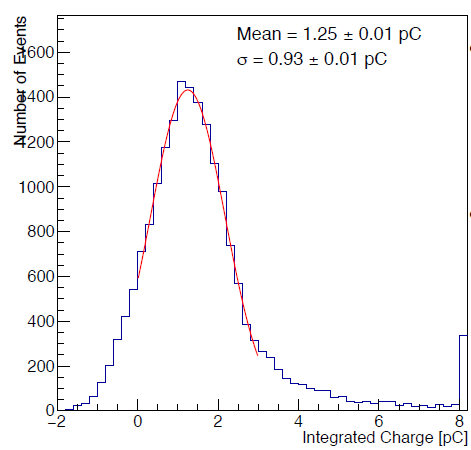 Mean = 1.25 ± 0.01 pC
σ = 0.93 ± 0.01 pC
Number of Events
1600
1400
1200
1000
800
600
400
200
0
−2 0 2 4 6 8
Integrated Charge [pC]